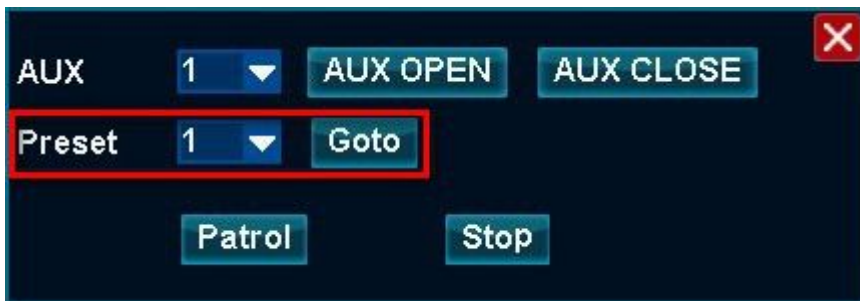 AUX 1 AUX OPEN AUX CLOSE
Preset 1 Goto
Patrol Stop